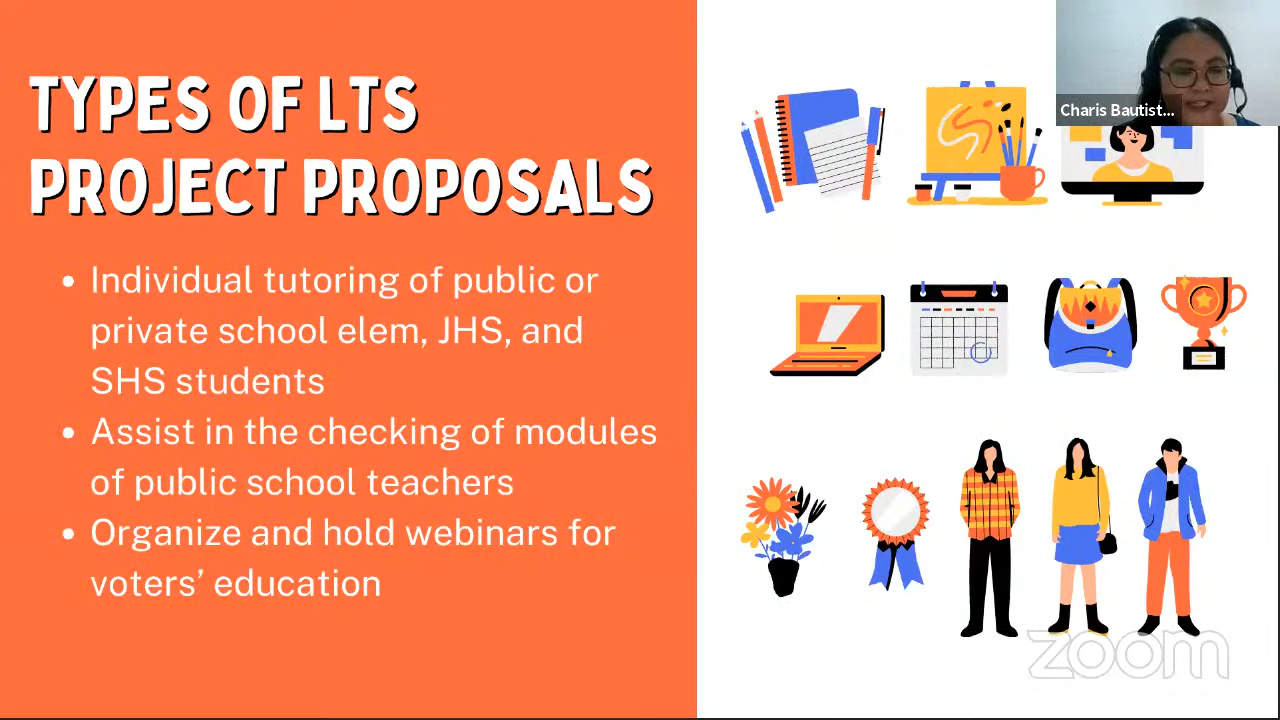 TYPES OF LTS
PROJECT PROPOSALS
• Individual tutoring of public or
private school elem, JHS, and
SHS students
• Assist in the checking of modules
of public school teachers
• Organize and hold webinars for
voters’ education
Charis Bautist...
zoom